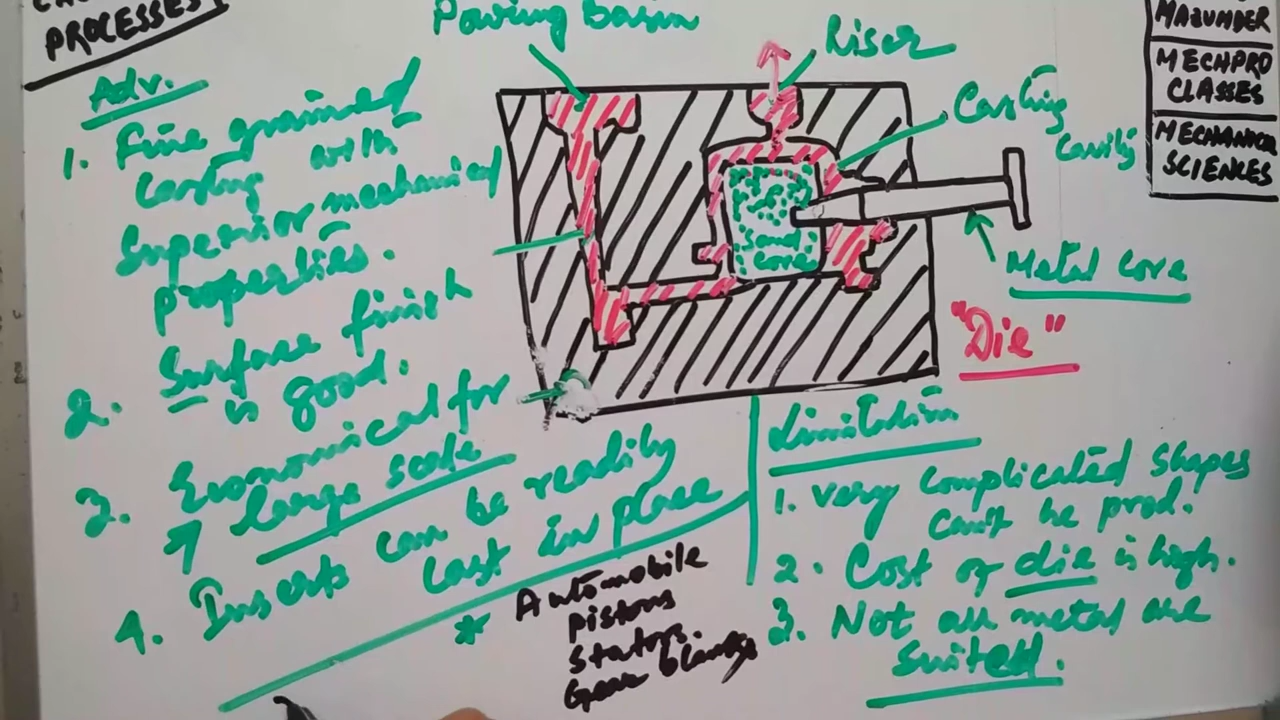 PROCESSES
Adv.
1. Fine grained
casting with
superior mechanical
properties.
2. Surface finish
is good.
3. Economical for
large scale
4. Inserts can be readily
cast in place
* Automobile
pistons
stators.
Gear blanks
Pouring basin
Riser
Casting
cavity
Sand
core
Metal core
"Die"
Limitation
1. Very complicated shapes
can't be prod.
2. Cost of die is high.
3. Not all metal are
suited.
MAZUMDER
MECHPRO
CLASSES
MECHANICAL
SCIENCES